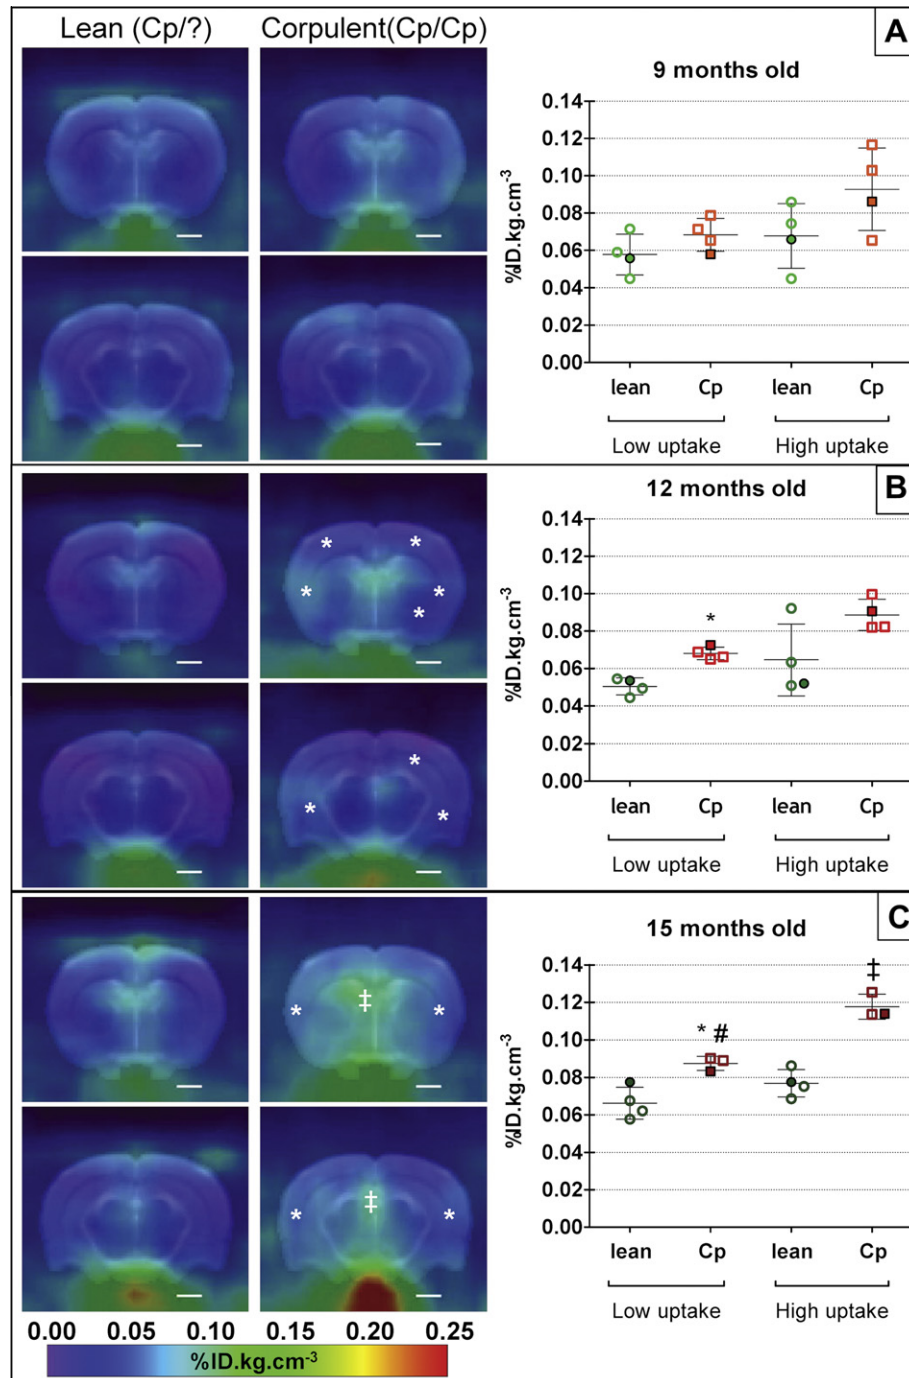 Lean (Cp/?) Corpulent(Cp/Cp)
A
9 months old
%ID.kg.cm-3
0.14
0.12
0.10
0.08
0.06
0.04
0.02
0.00
lean Cp lean Cp
Low uptake High uptake
B
12 months old
%ID.kg.cm-3
0.14
0.12
0.10
0.08
0.06
0.04
0.02
0.00
* * * * *
* * *
*
lean Cp lean Cp
Low uptake High uptake
C
15 months old
%ID.kg.cm-3
0.14
0.12
0.10
0.08
0.06
0.04
0.02
0.00
* ‡ *
* ‡ *
* #
‡
lean Cp lean Cp
Low uptake High uptake
0.00 0.05 0.10 0.15 0.20 0.25
%ID.kg.cm-3